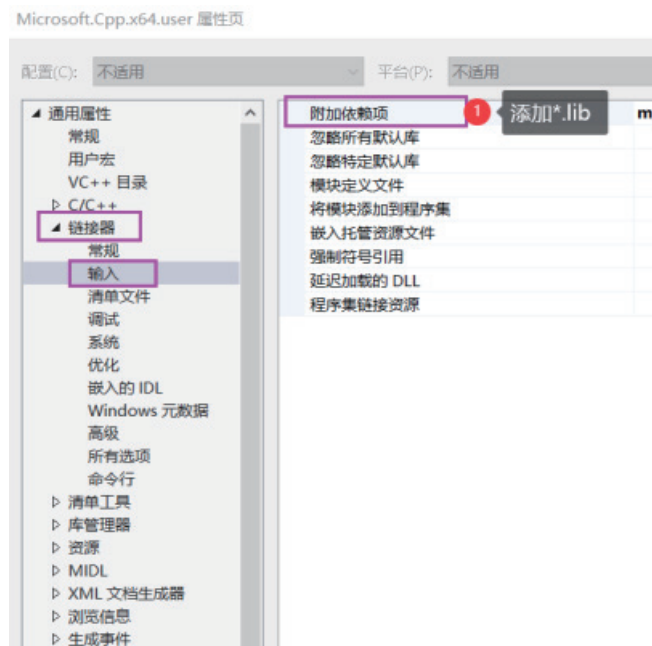 Microsoft.Cpp.x64.user 属性页
配置(C): 不适用 平台(P): 不适用
通用属性
常规
用户宏
VC++ 目录
C/C++
链接器
常规
输入
清单文件
调试
系统
优化
嵌入的 IDL
Windows 元数据
高级
所有选项
命令行
清单工具
库管理器
资源
MIDL
XML 文档生成器
浏览信息
生成事件
附加依赖项 1 添加*.lib m
忽略所有默认库
忽略特定默认库
模块定义文件
将模块添加到程序集
嵌入托管资源文件
强制符号引用
延迟加载的 DLL
程序集链接资源